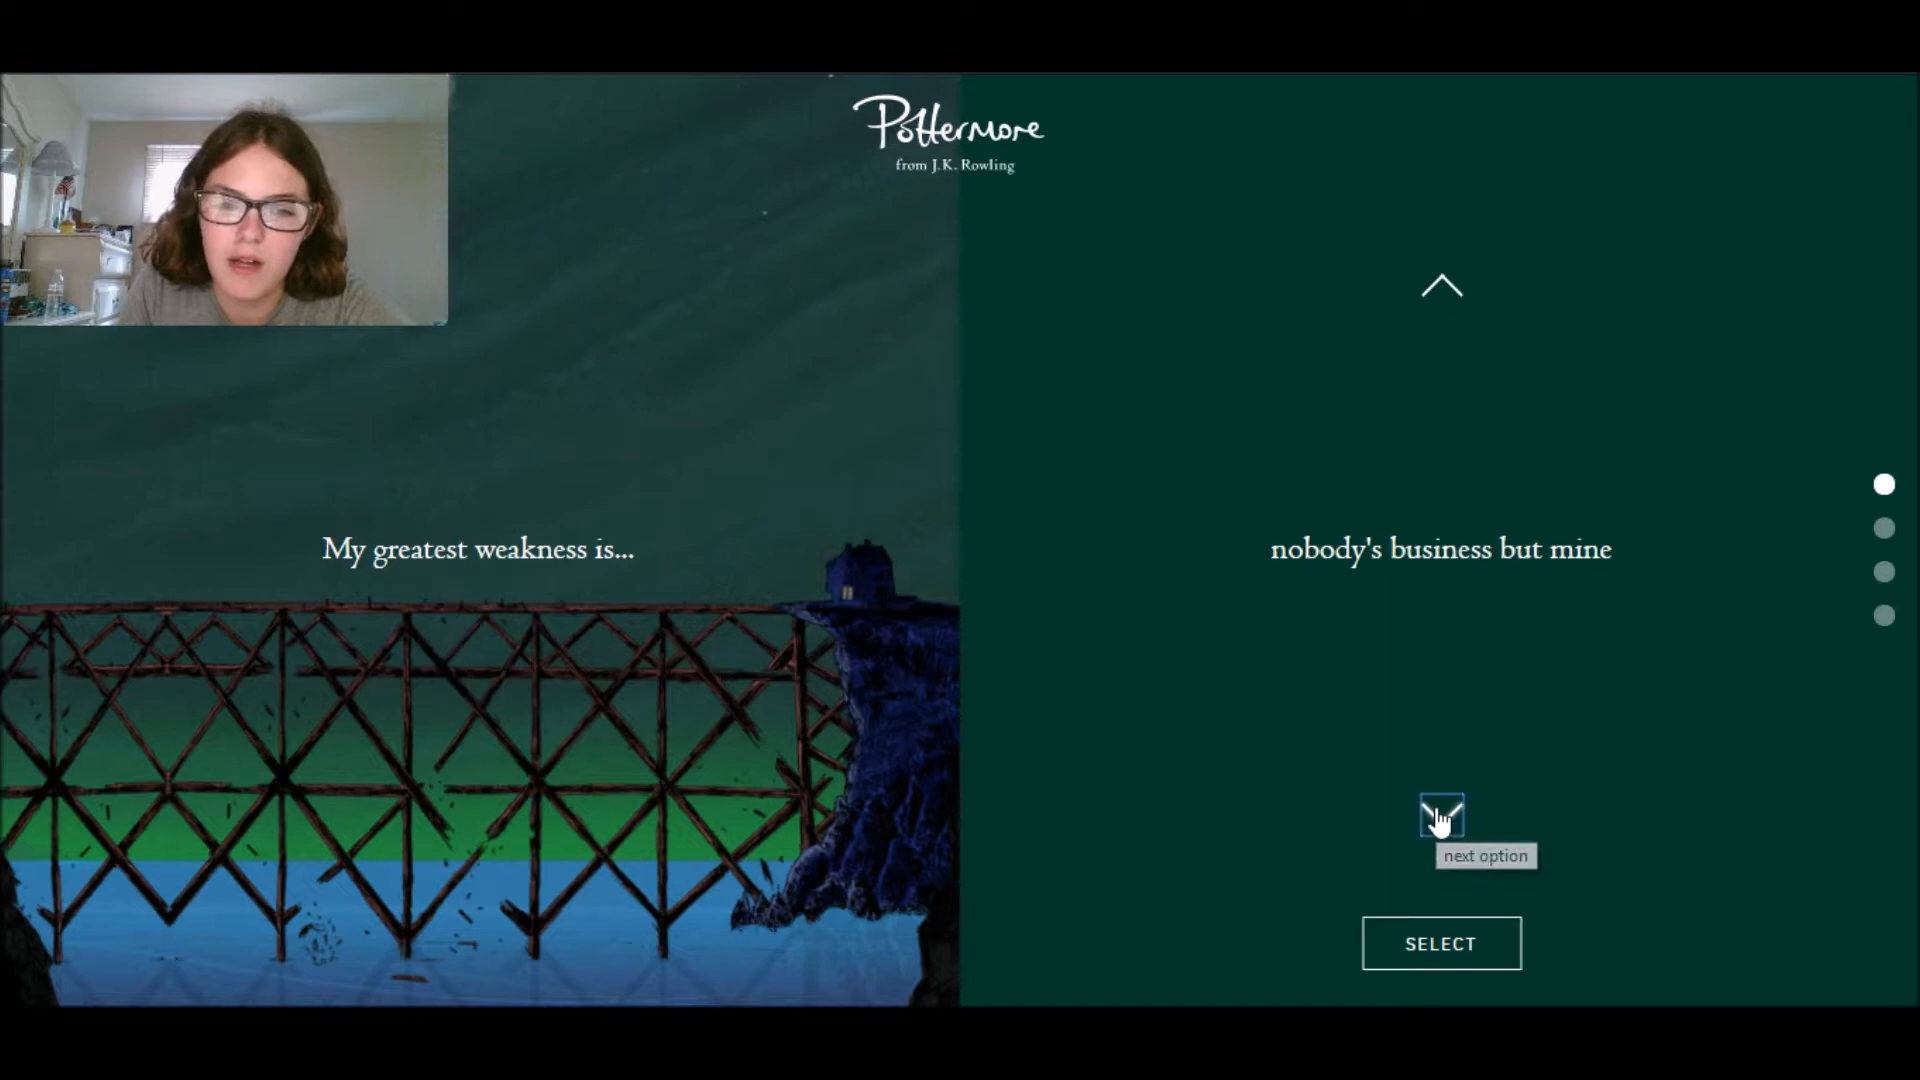 Pottermore
from J.K. Rowling
My greatest weakness is...
nobody's business but mine
next option
SELECT